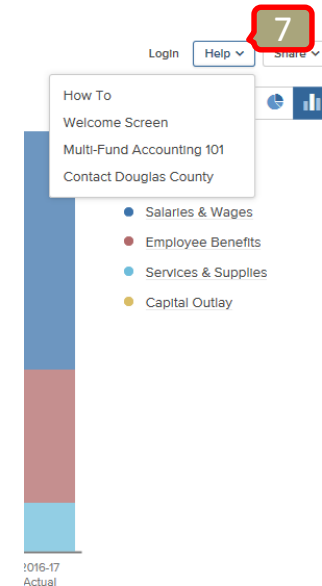 7
Login Help Share
How To
Welcome Screen
Multi-Fund Accounting 101
Contact Douglas County
Salaries & Wages
Employee Benefits
Services & Supplies
Capital Outlay
2016-17
Actual